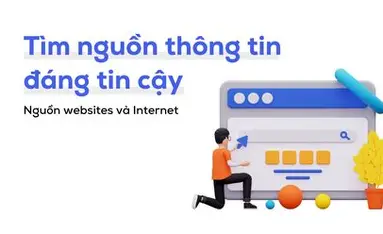 Tìm nguồn thông tin
đáng tin cậy
Nguồn websites và Internet